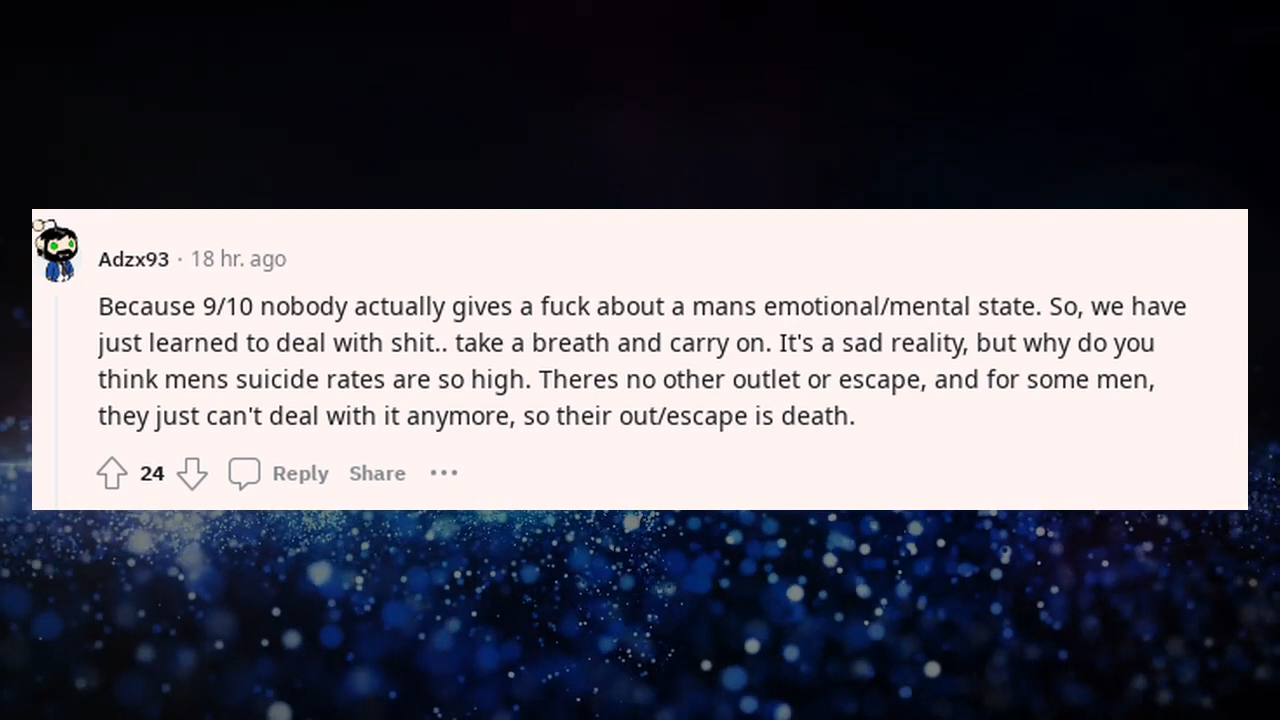 Adzx93 · 18 hr. ago
Because 9/10 nobody actually gives a fuck about a mans emotional/mental state. So, we have
just learned to deal with shit.. take a breath and carry on. It's a sad reality, but why do you
think mens suicide rates are so high. Theres no other outlet or escape, and for some men,
they just can't deal with it anymore, so their out/escape is death.
24 Reply Share